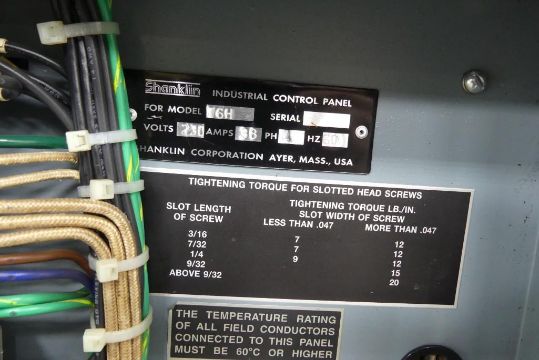 Shanklin INDUSTRIAL CONTROL PANEL
FOR MODEL T6H SERIAL
VOLTS 230 AMPS 38 PH 1 HZ 60
SHANKLIN CORPORATION AYER, MASS., USA
TIGHTENING TORQUE FOR SLOTTED HEAD SCREWS
SLOT LENGTH OF SCREW
TIGHTENING TORQUE LB./IN.
SLOT WIDTH OF SCREW
LESS THAN .047 MORE THAN .047
3/16 7 12
7/32 7 12
1/4 9 12
9/32 15
ABOVE 9/32 20
THE TEMPERATURE RATING
OF ALL FIELD CONDUCTORS
CONNECTED TO THIS PANEL
MUST BE 60°C OR HIGHER